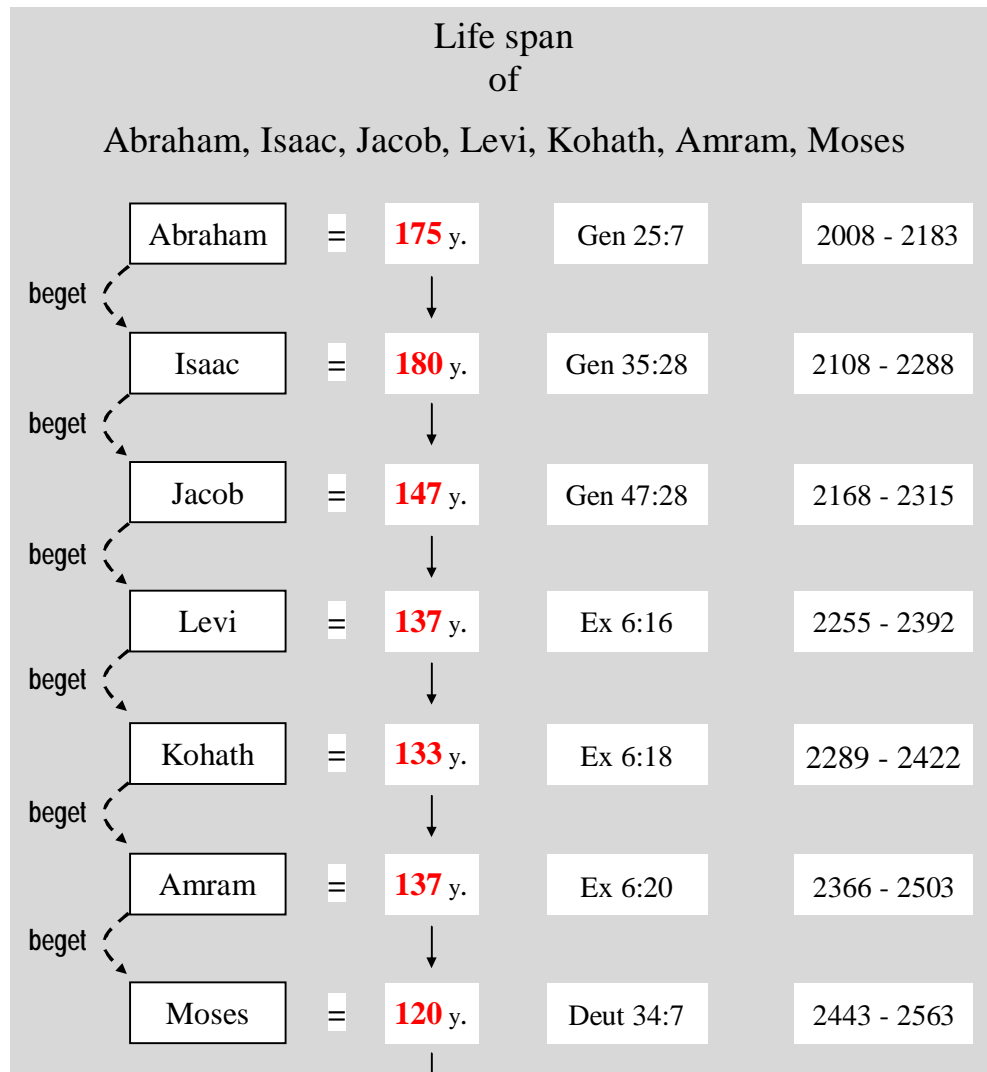 Life span
of
Abraham, Isaac, Jacob, Levi, Kohath, Amram, Moses
Abraham = 175 y. Gen 25:7 2008 - 2183
beget
Isaac = 180 y. Gen 35:28 2108 - 2288
beget
Jacob = 147 y. Gen 47:28 2168 - 2315
beget
Levi = 137 y. Ex 6:16 2255 - 2392
beget
Kohath = 133 y. Ex 6:18 2289 - 2422
beget
Amram = 137 y. Ex 6:20 2366 - 2503
beget
Moses = 120 y. Deut 34:7 2443 - 2563